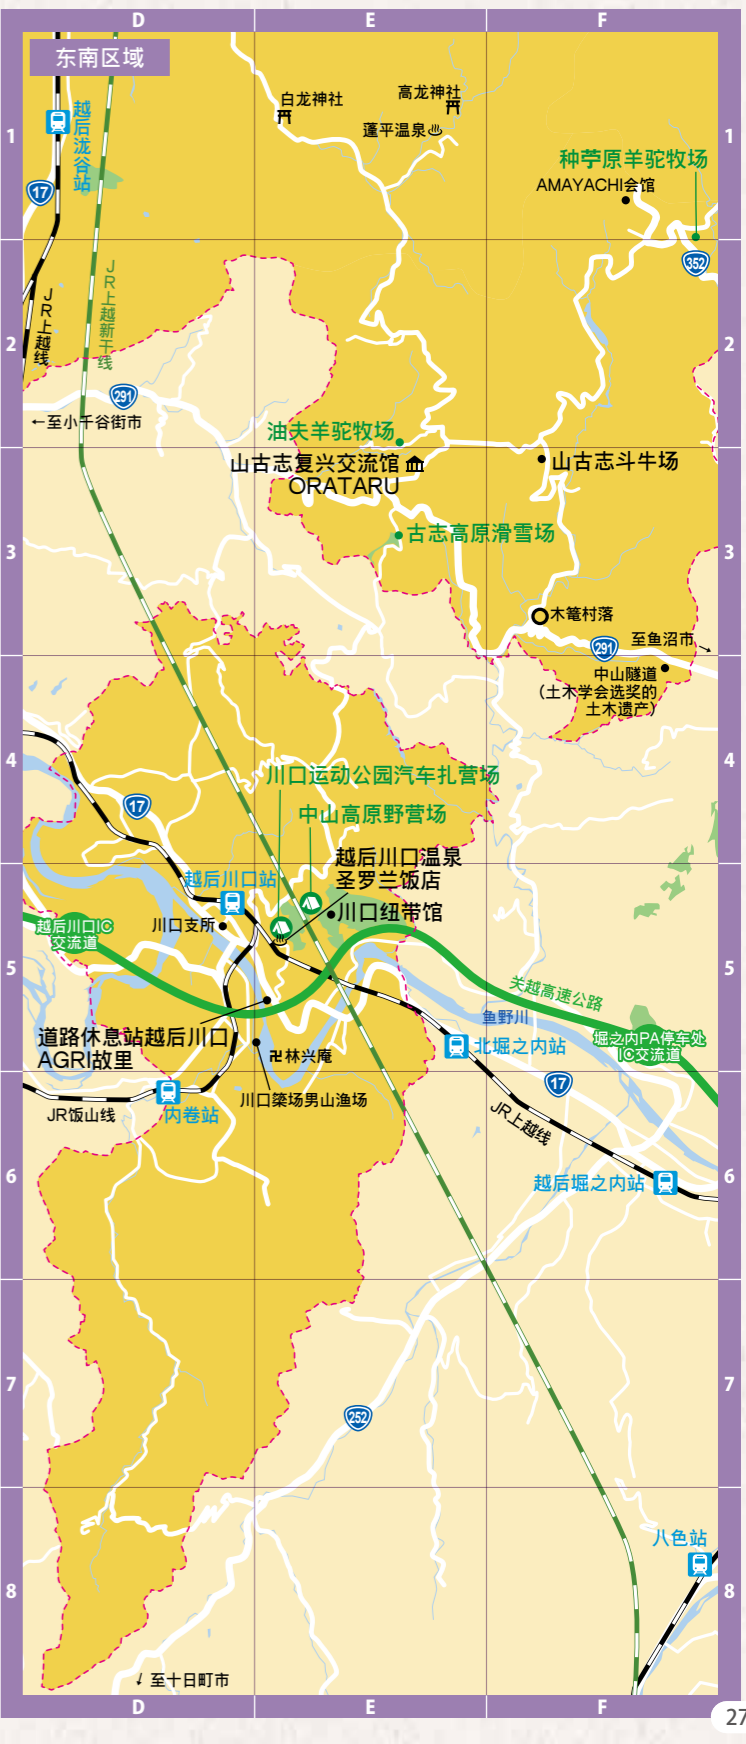 D
E
F
东南区域
1
1
越后泷谷站
17
白龙神社
高龙神社
蓬平温泉
种苧原羊驼牧场
AMAYACHI会馆
352
JR上越线
JR上越新干线
2
2
291
←至小千谷街市
油夫羊驼牧场
山古志复兴交流馆
ORATARU
山古志斗牛场
古志高原滑雪场
3
3
木篭村落
291
至鱼沼市
中山隧道
(土木学会选奖的
土木遗产)
4
4
17
川口运动公园汽车扎营场
中山高原野营场
越后川口温泉
圣罗兰饭店
越后川口站
川口纽带馆
川口支所
越后川口IC
交流道
5
5
关越高速公路
鱼野川
道路休息站越后川口
AGRI故里
北堀之内站
堀之内PA停车处
IC交流道
卍林兴庵
17
内卷站
川口簗场男山渔场
JR饭山线
JR上越线
6
6
越后堀之内站
7
7
252
八色站
8
8
↓至十日町市
D
E
F
27